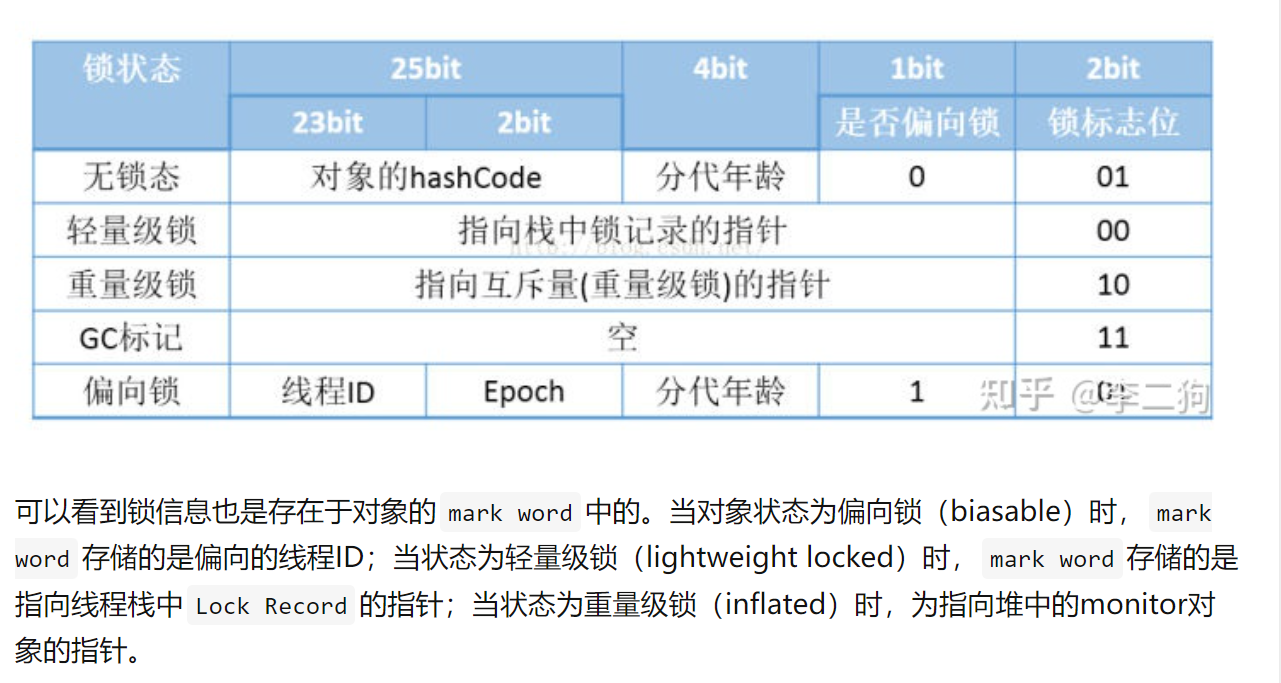 锁状态 25bit 4bit 1bit 2bit
23bit 2bit 是否偏向锁 锁标志位
无锁态 对象的hashCode 分代年龄 0 01
轻量级锁 指向栈中锁记录的指针 00
http://blog.csdn.net/
重量级锁 指向互斥量(重量级锁)的指针 10
GC标记 空 11
偏向锁 线程ID Epoch 分代年龄 1 01
知乎 @李二狗
可以看到锁信息也是存在于对象的 mark word 中的。当对象状态为偏向锁（biasable）时， mark
word 存储的是偏向的线程ID；当状态为轻量级锁（lightweight locked）时， mark word 存储的是
指向线程栈中 Lock Record 的指针；当状态为重量级锁（inflated）时，为指向堆中的monitor对
象的指针。